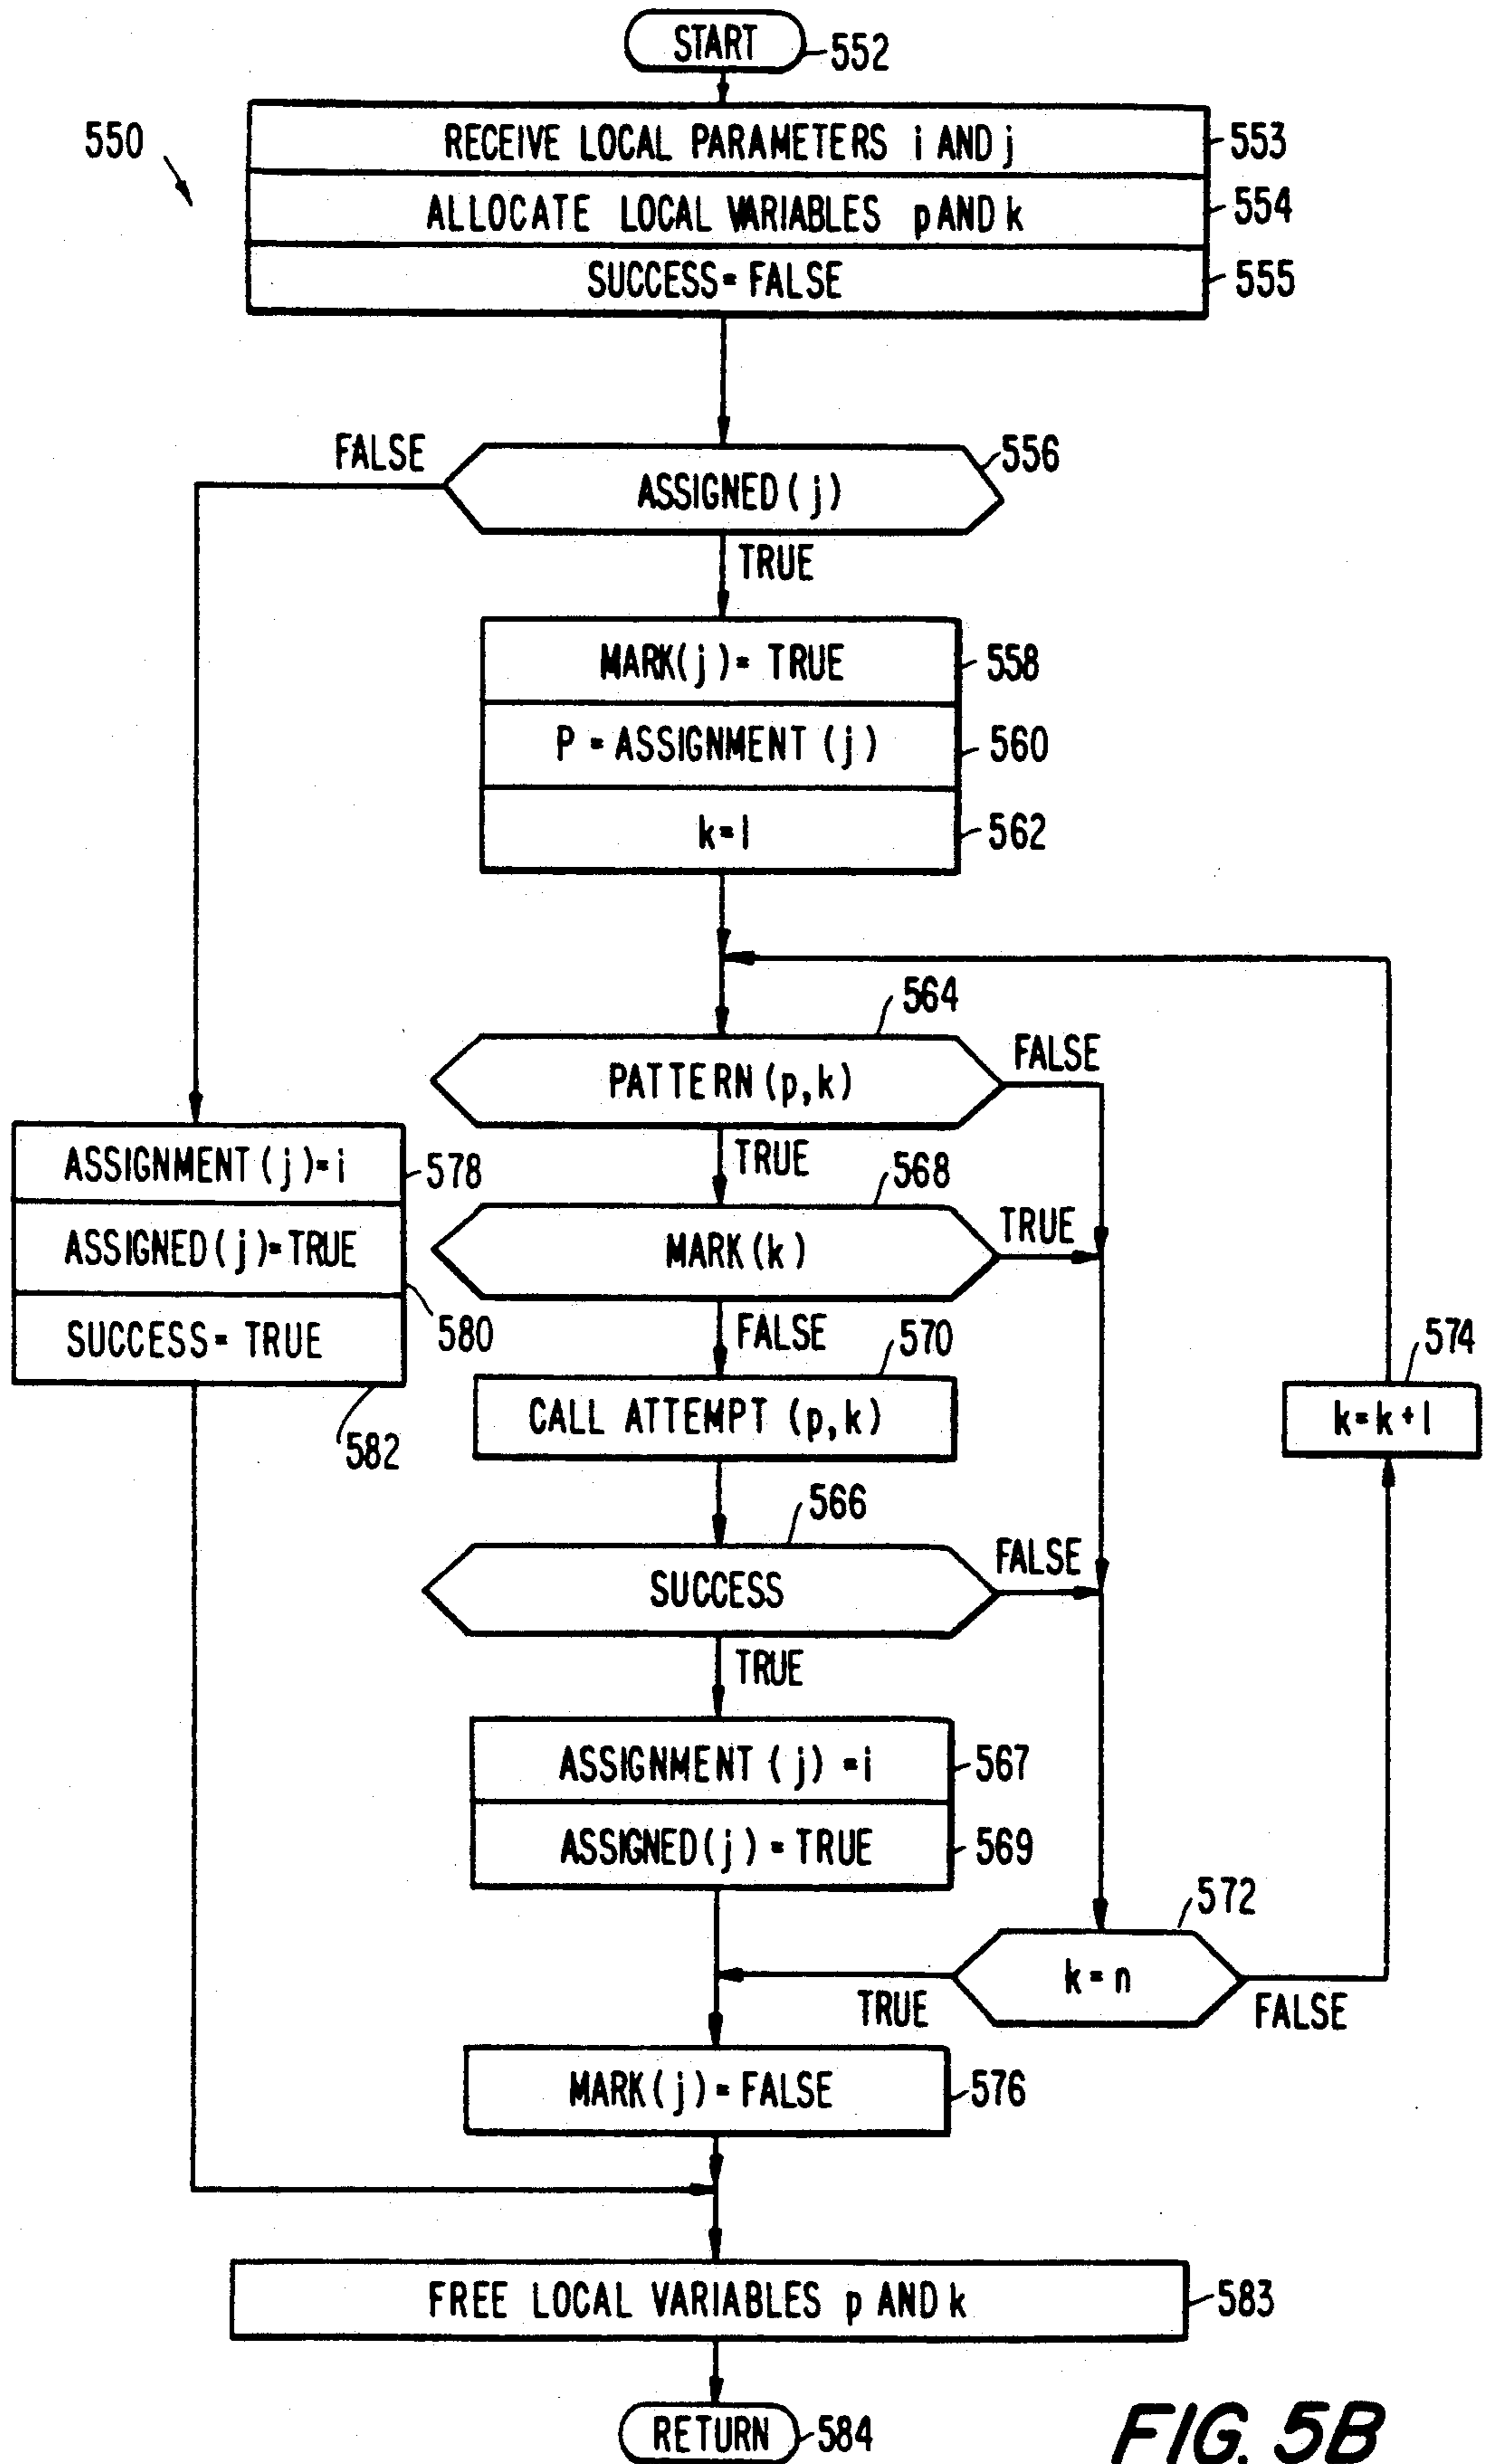 START
552
550
RECEIVE LOCAL PARAMETERS i AND j
553
ALLOCATE LOCAL VARIABLES p AND k
554
SUCCESS = FALSE
555
FALSE
ASSIGNED (j)
556
TRUE
MARK(j) = TRUE
558
P = ASSIGNMENT (j)
560
k=1
562
564
PATTERN (p,k)
FALSE
TRUE
568
MARK (k)
TRUE
FALSE
570
CALL ATTEMPT (p,k)
566
SUCCESS
FALSE
TRUE
ASSIGNMENT (j)=i
578
ASSIGNED (j)=TRUE
580
SUCCESS = TRUE
582
574
k=k+1
ASSIGNMENT (j) = i
567
ASSIGNED(j) = TRUE
569
572
k=n
TRUE
FALSE
MARK(j)=FALSE
576
FREE LOCAL VARIABLES p AND k
583
RETURN
584
FIG. 5B